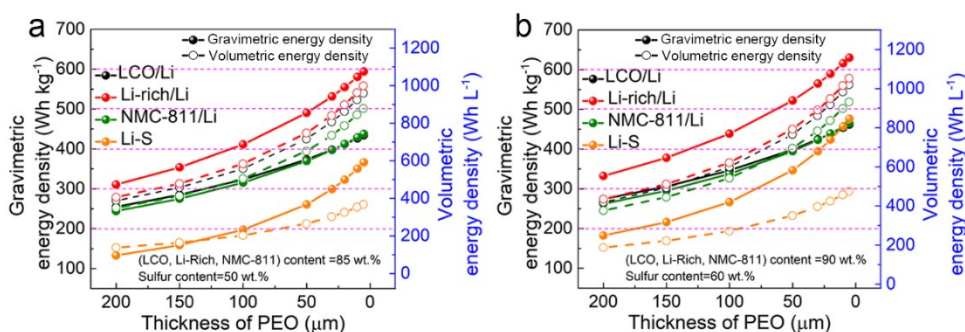 a
Gravimetric
energy density (Wh kg⁻¹)
700
600
500
400
300
200
100
Gravimetric energy density
Volumetric energy density
LCO/Li
Li-rich/Li
NMC-811/Li
Li-S
(LCO, Li-Rich, NMC-811) content =85 wt.%
Sulfur content=50 wt.%
200 150 100 50 0
Thickness of PEO (μm)
1200
1000
800
600
400
200
0
Volumetric
energy density (Wh L⁻¹)
b
Gravimetric
energy density (Wh kg⁻¹)
700
600
500
400
300
200
100
Gravimetric energy density
Volumetric energy density
LCO/Li
Li-rich/Li
NMC-811/Li
Li-S
(LCO, Li-Rich, NMC-811) content =90 wt.%
Sulfur content=60 wt.%
200 150 100 50 0
Thickness of PEO (μm)
1200
1000
800
600
400
200
0
Volumetric
energy density (Wh L⁻¹)